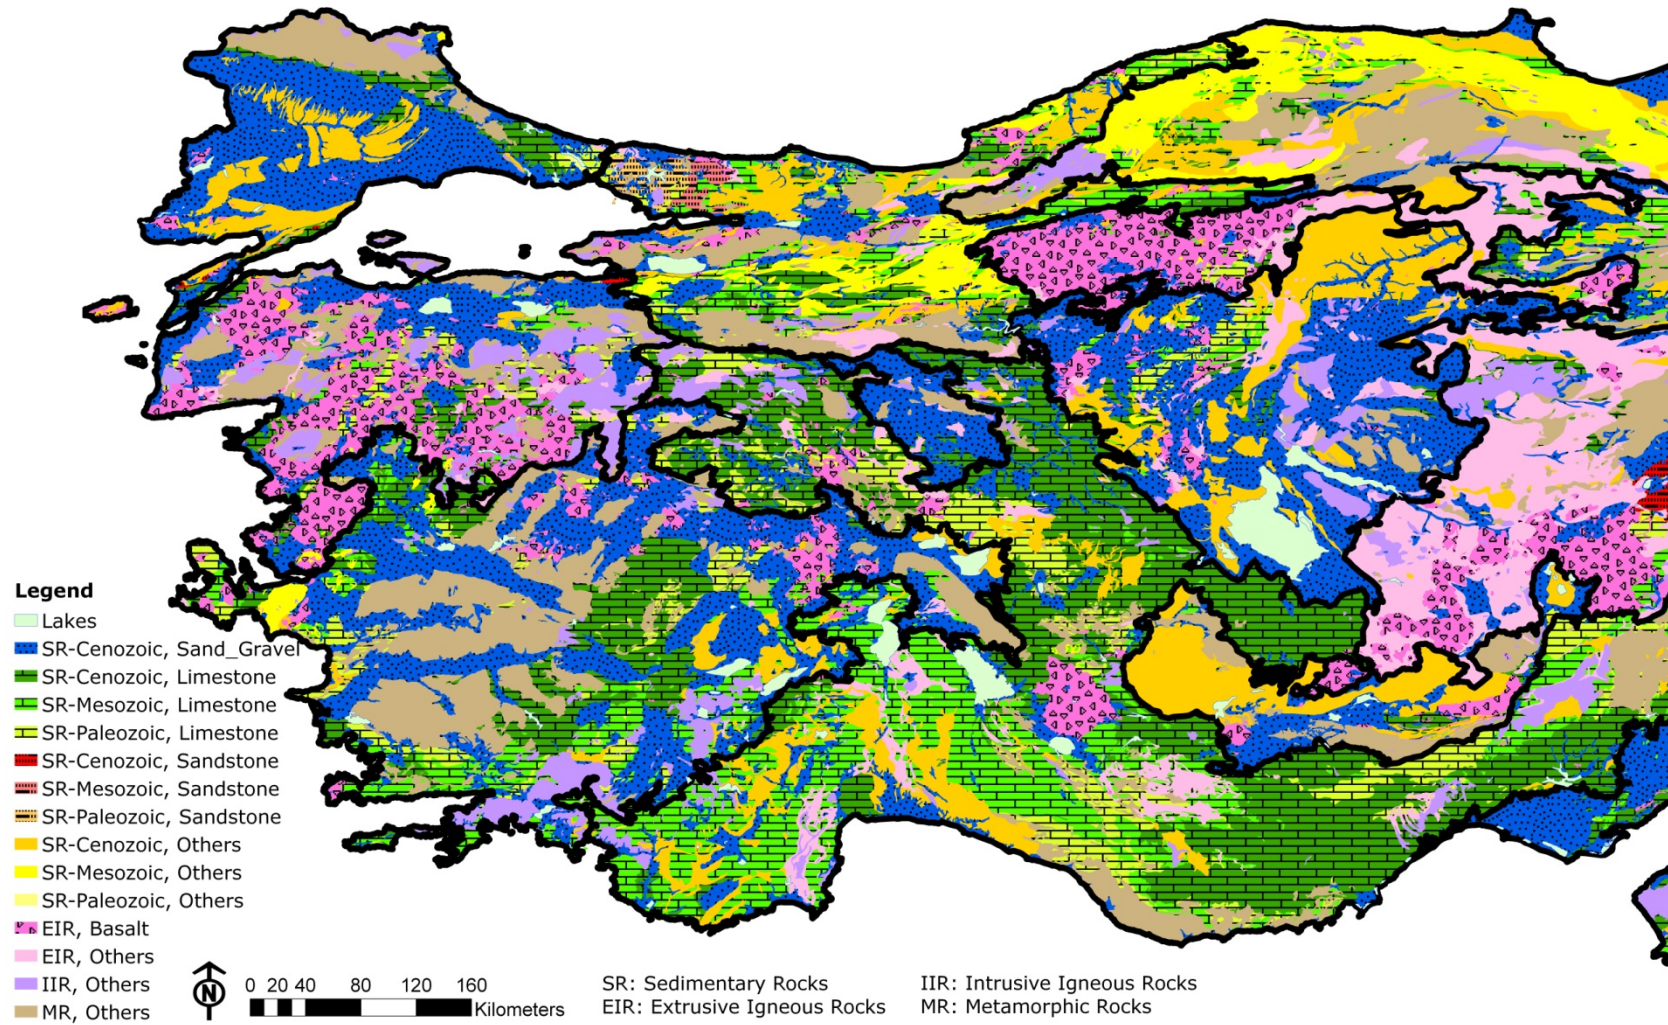 Legend
Lakes
SR-Cenozoic, Sand_Gravel
SR-Cenozoic, Limestone
SR-Mesozoic, Limestone
SR-Paleozoic, Limestone
SR-Cenozoic, Sandstone
SR-Mesozoic, Sandstone
SR-Paleozoic, Sandstone
SR-Cenozoic, Others
SR-Mesozoic, Others
SR-Paleozoic, Others
EIR, Basalt
EIR, Others
IIR, Others
MR, Others
N
0 20 40 80 120 160
Kilometers
SR: Sedimentary Rocks
EIR: Extrusive Igneous Rocks
IIR: Intrusive Igneous Rocks
MR: Metamorphic Rocks